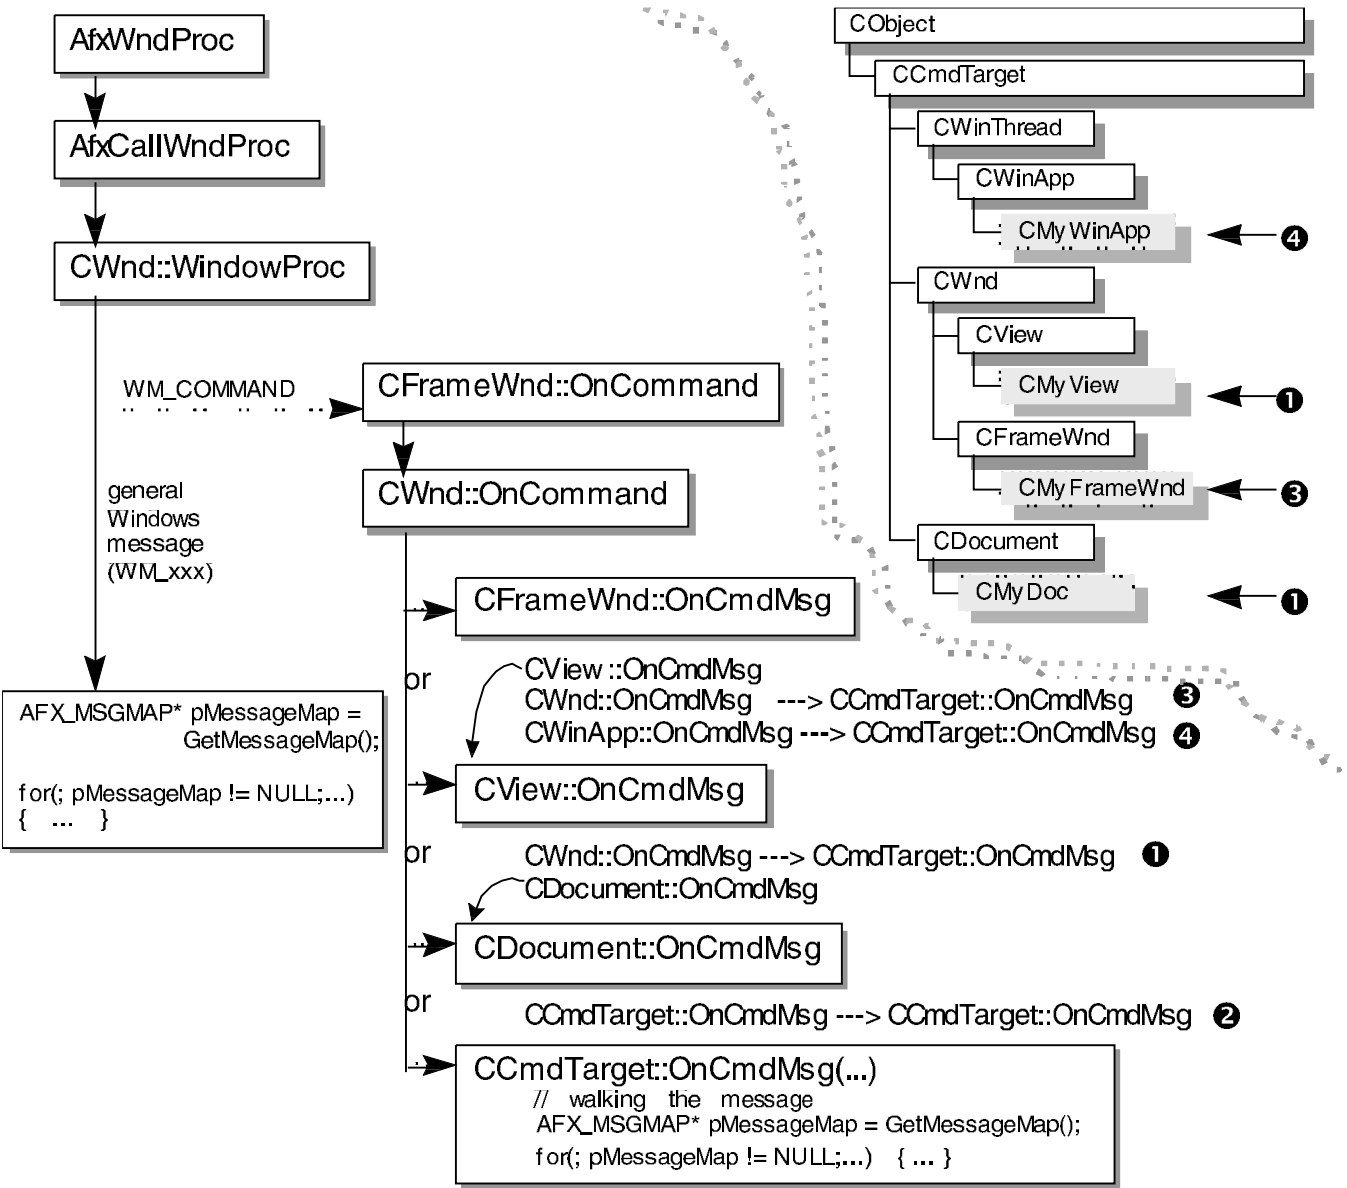 AfxWndProc
AfxCallWndProc
CWnd::WindowProc
WM_COMMAND
general
Windows
message
(WM_xxx)
AFX_MSGMAP* pMessageMap =
GetMessageMap();
for(; pMessageMap != NULL;...)
{ ... }
CFrameWnd::OnCommand
CWnd::OnCommand
CFrameWnd::OnCmdMsg
or
CView ::OnCmdMsg
CWnd::OnCmdMsg ---> CCmdTarget::OnCmdMsg ❸
CWinApp::OnCmdMsg ---> CCmdTarget::OnCmdMsg ❹
CView::OnCmdMsg
or
CWnd::OnCmdMsg ---> CCmdTarget::OnCmdMsg ❶
CDocument::OnCmdMsg
CDocument::OnCmdMsg
or
CCmdTarget::OnCmdMsg ---> CCmdTarget::OnCmdMsg ❷
CCmdTarget::OnCmdMsg(...)
// walking the message
AFX_MSGMAP* pMessageMap = GetMessageMap();
for(; pMessageMap != NULL;...) { ... }
CObject
CCmdTarget
CWinThread
CWinApp
CMyWinApp ❹
CWnd
CView
CMyView ❶
CFrameWnd
CMyFrameWnd ❸
CDocument
CMyDoc ❶